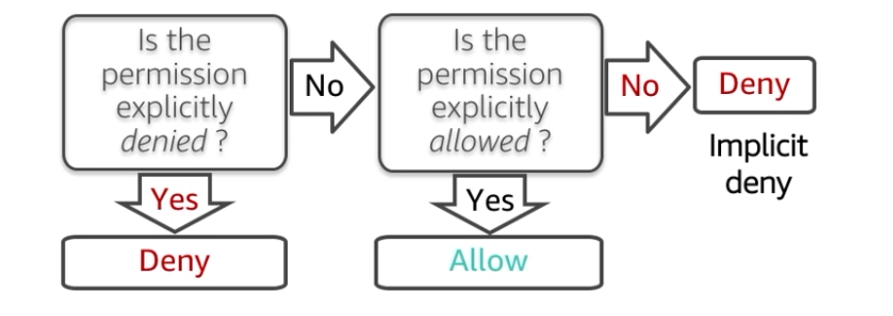 Is the
permission
explicitly
denied ?
No
Is the
permission
explicitly
allowed ?
No
Deny
Implicit
deny
Yes
Deny
Yes
Allow